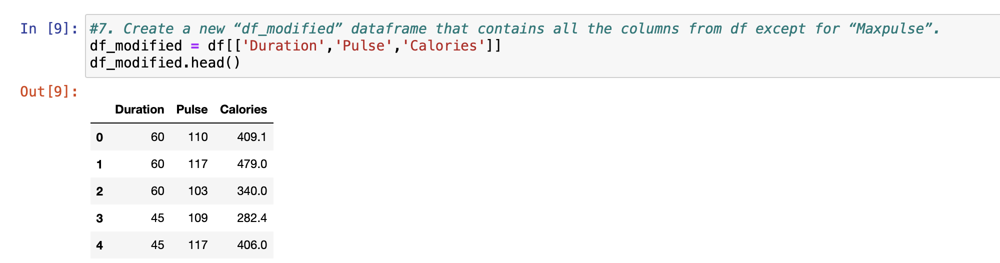 In [9]: #7. Create a new “df_modified” dataframe that contains all the columns from df except for “Maxpulse”.
df_modified = df[['Duration','Pulse','Calories']]
df_modified.head()
Out[9]:
Duration Pulse Calories
0 60 110 409.1
1 60 117 479.0
2 60 103 340.0
3 45 109 282.4
4 45 117 406.0